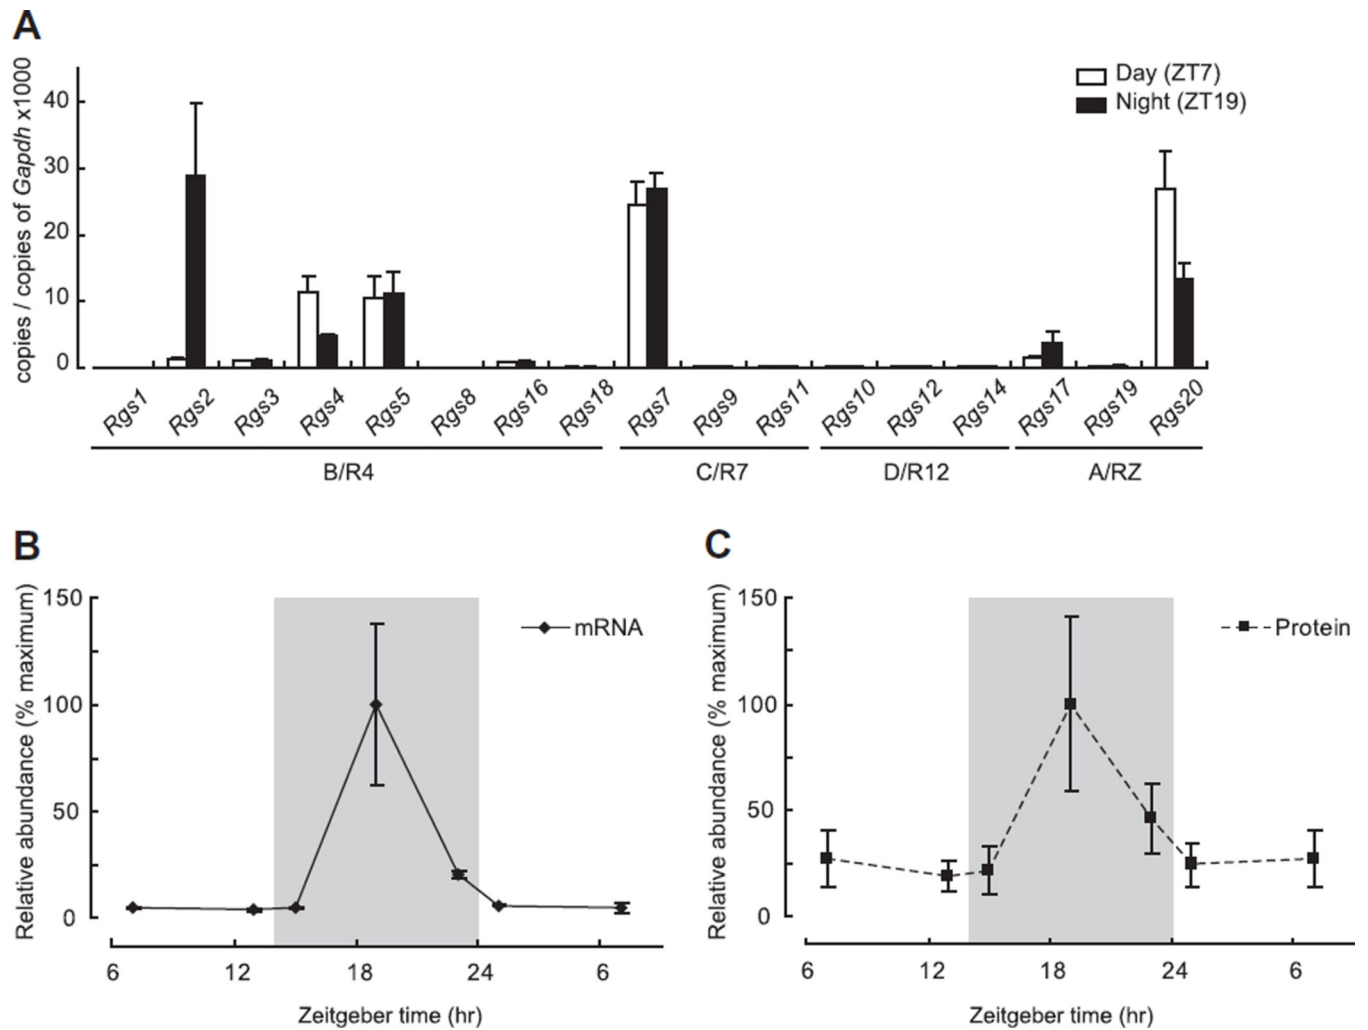 A
copies / copies of Gapdh x1000
40
30
20
10
0
Day (ZT7)
Night (ZT19)
Rgs1 Rgs2 Rgs3 Rgs4 Rgs5 Rgs8 Rgs16 Rgs18 Rgs7 Rgs9 Rgs11 Rgs10 Rgs12 Rgs14 Rgs17 Rgs19 Rgs20
B/R4 C/R7 D/R12 A/RZ
B
Relative abundance (% maximum)
150
100
50
0
mRNA
6 12 18 24 6
Zeitgeber time (hr)
C
Relative abundance (% maximum)
150
100
50
0
Protein
6 12 18 24 6
Zeitgeber time (hr)